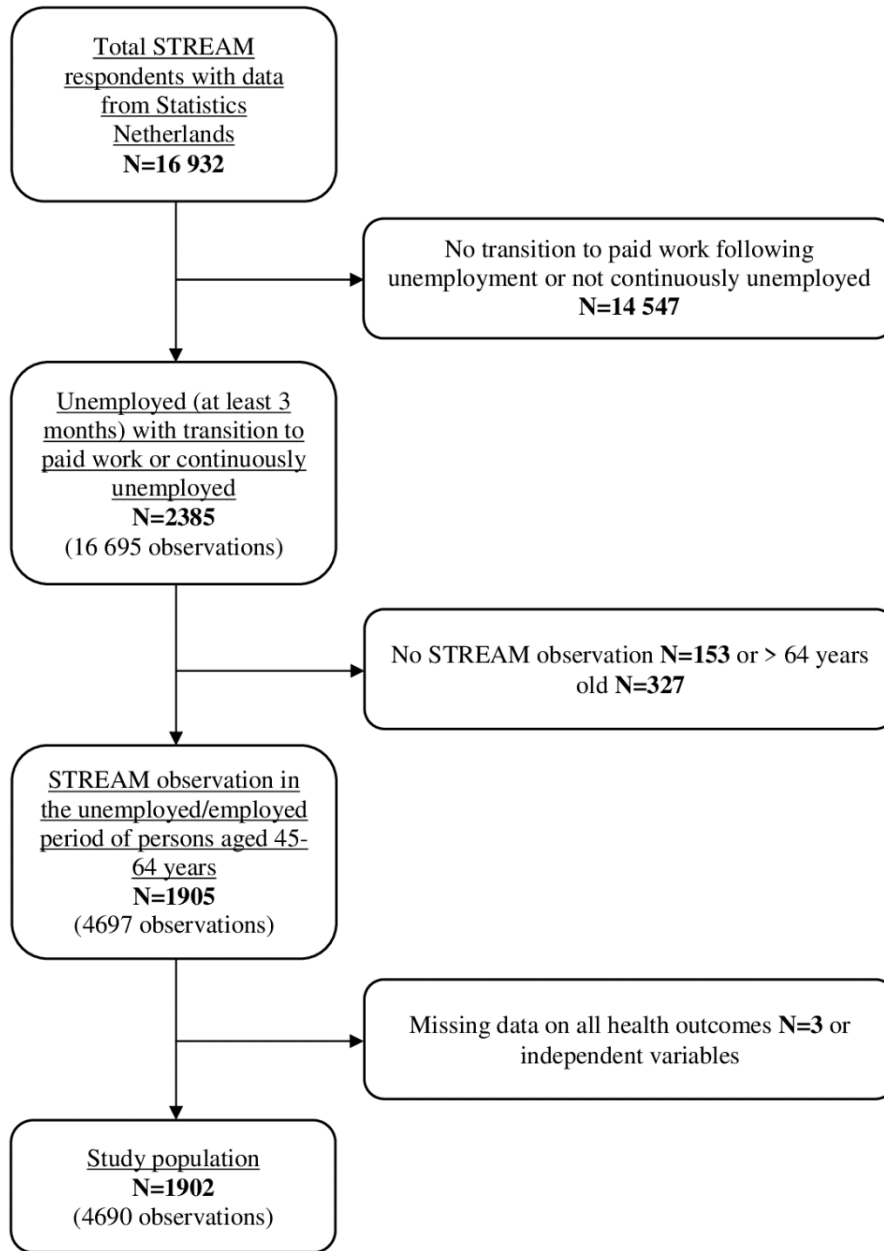 Total STREAM
respondents with data
from Statistics
Netherlands
N=16 932
No transition to paid work following
unemployment or not continuously unemployed
N=14 547
Unemployed (at least 3
months) with transition to
paid work or continuously
unemployed
N=2385
(16 695 observations)
No STREAM observation N=153 or > 64 years
old N=327
STREAM observation in
the unemployed/employed
period of persons aged 45-
64 years
N=1905
(4697 observations)
Missing data on all health outcomes N=3 or
independent variables
Study population
N=1902
(4690 observations)